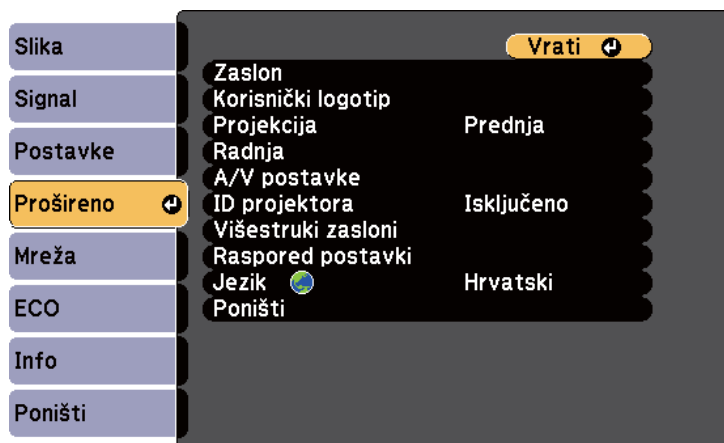 Slika
Signal
Postavke
Prošireno
Mreža
ECO
Info
Poništi
Vrati
Zaslon
Korisnički logotip
Projekcija Prednja
Radnja
A/V postavke
ID projektora Isključeno
Višestruki zasloni
Raspored postavki
Jezik Hrvatski
Poništi